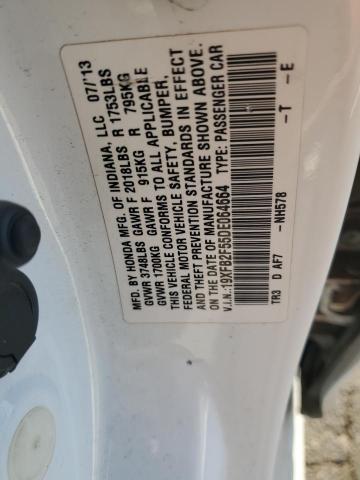 MFD. BY HONDA MFG. OF INDIANA, LLC 07/13
GVWR 3748LBS GAWR F 2018LBS R 1753LBS
GVWR 1700KG GAWR F 915KG R 795KG
THIS VEHICLE CONFORMS TO ALL APPLICABLE
FEDERAL MOTOR VEHICLE SAFETY, BUMPER,
AND THEFT PREVENTION STANDARDS IN EFFECT
ON THE DATE OF MANUFACTURE SHOWN ABOVE.
V.I.N.:19XFB2F55DE064664 TYPE: PASSENGER CAR
-T -E
TR3 D AF7 -NH578